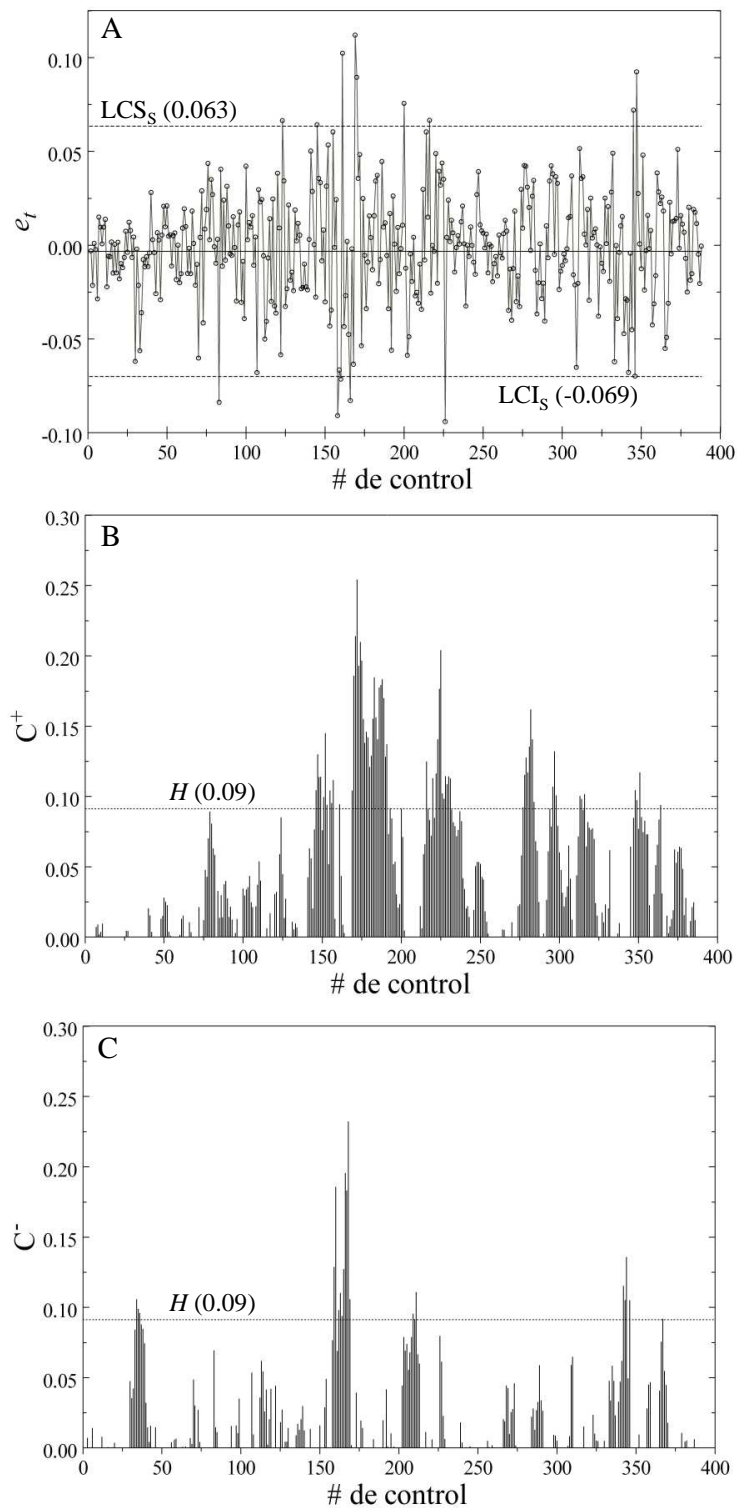 A
0.10
LCS_S (0.063)
0.05
e_t
0.00
-0.05
LCI_S (-0.069)
-0.10
0 50 100 150 200 250 300 350 400
# de control
0.30
B
0.25
0.20
C^+
0.15
H (0.09)
0.10
0.05
0.00
0 50 100 150 200 250 300 350 400
# de control
0.30
C
0.25
0.20
C^-
0.15
H (0.09)
0.10
0.05
0.00
0 50 100 150 200 250 300 350 400
# de control